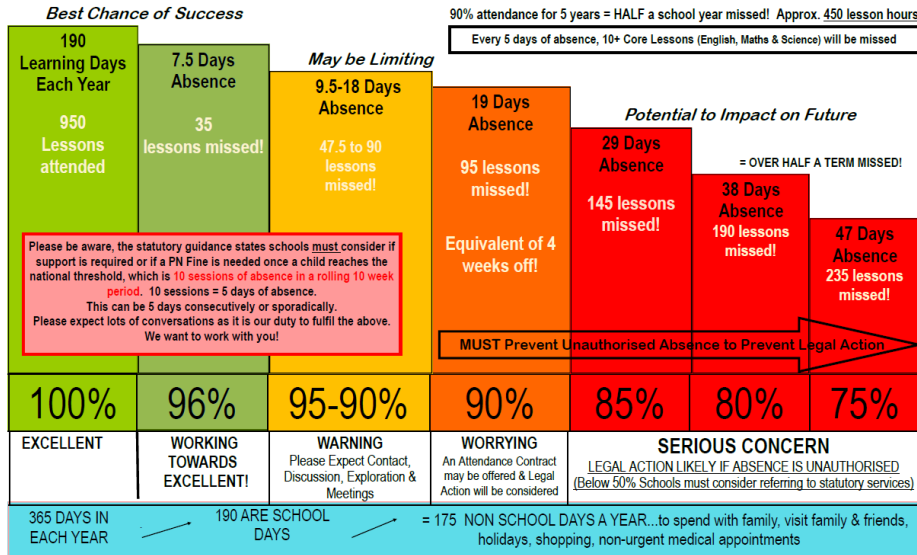 Best Chance of Success
90% attendance for 5 years = HALF a school year missed! Approx. 450 lesson hours
Every 5 days of absence, 10+ Core Lessons (English, Maths & Science) will be missed
190
Learning Days
Each Year
950
Lessons
attended
7.5 Days
Absence
35
lessons missed!
May be Limiting
9.5-18 Days
Absence
47.5 to 90
lessons
missed!
19 Days
Absence
95 lessons
missed!
Equivalent of 4
weeks off!
Potential to Impact on Future
29 Days
Absence
145 lessons
missed!
= OVER HALF A TERM MISSED!
38 Days
Absence
190 lessons
missed!
47 Days
Absence
235 lessons
missed!
Please be aware, the statutory guidance states schools must consider if
support is required or if a PN Fine is needed once a child reaches the
national threshold, which is 10 sessions of absence in a rolling 10 week
period. 10 sessions = 5 days of absence.
This can be 5 days consecutively or sporadically.
Please expect lots of conversations as it is our duty to fulfil the above.
We want to work with you!
MUST Prevent Unauthorised Absence to Prevent Legal Action
100%
96%
95-90%
90%
85%
80%
75%
EXCELLENT
WORKING
TOWARDS
EXCELLENT!
WARNING
Please Expect Contact,
Discussion, Exploration &
Meetings
WORRYING
An Attendance Contract
may be offered & Legal
Action will be considered
SERIOUS CONCERN
LEGAL ACTION LIKELY IF ABSENCE IS UNAUTHORISED
(Below 50% Schools must consider referring to statutory services)
365 DAYS IN
EACH YEAR
190 ARE SCHOOL
DAYS
= 175 NON SCHOOL DAYS A YEAR...to spend with family, visit family & friends,
holidays, shopping, non-urgent medical appointments